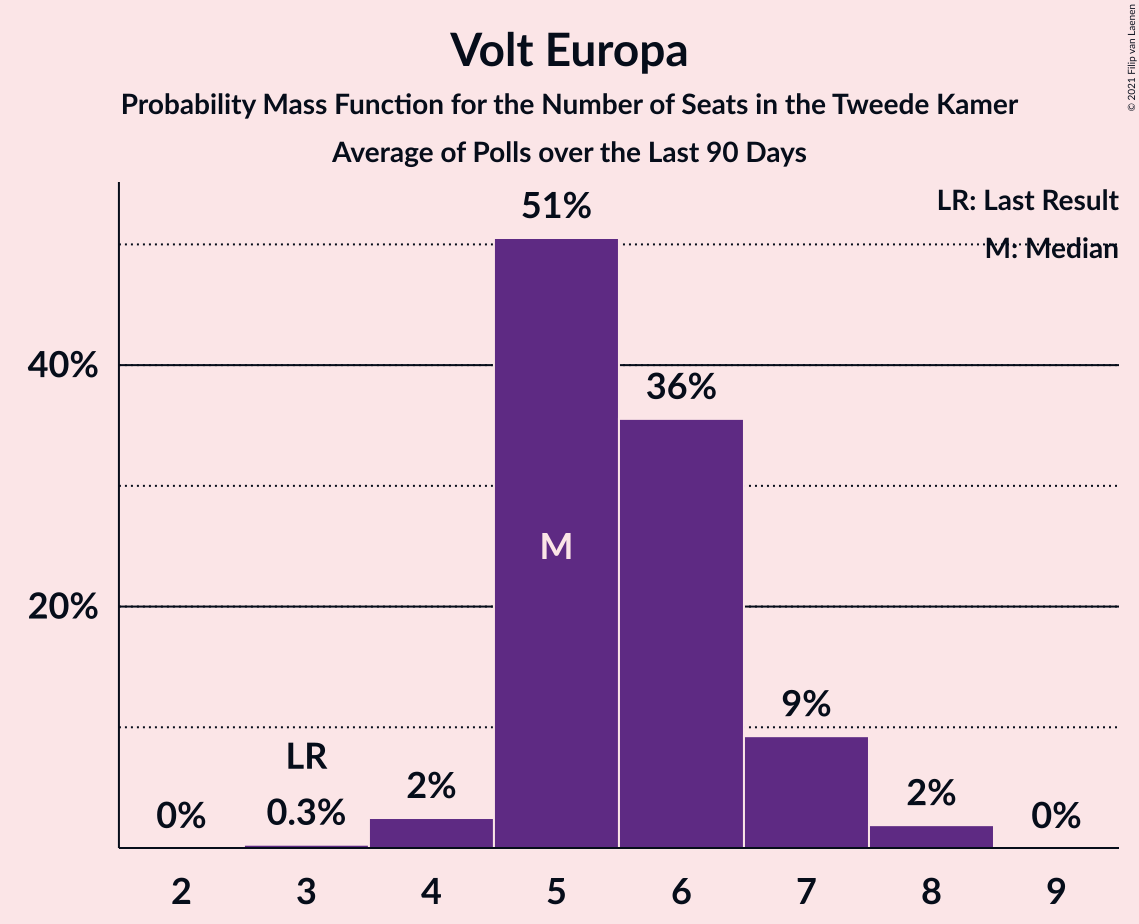 Volt Europa
Probability Mass Function for the Number of Seats in the Tweede Kamer
Average of Polls over the Last 90 Days
© 2021 Filip van Laenen
LR: Last Result
M: Median
51%
40%
36%
M
20%
9%
LR
2%
2%
0%
0.3%
0%
2 3 4 5 6 7 8 9